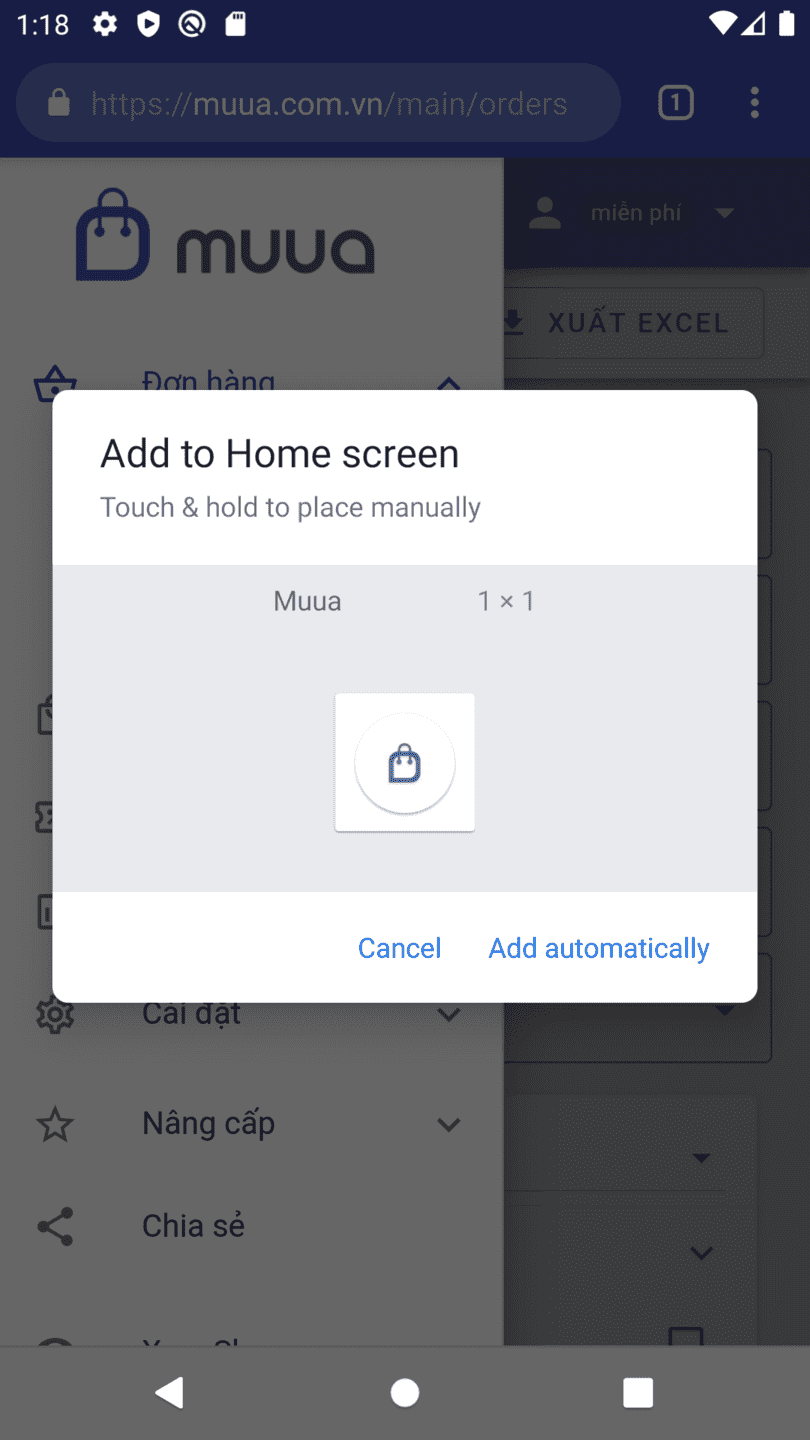 1:18
https://muua.com.vn/main/orders
1
muua
miễn phí
XUẤT EXCEL
Đơn hàng
Add to Home screen
Touch & hold to place manually
Muua 1 × 1
Cancel Add automatically
Cài đặt
Nâng cấp
Chia sẻ